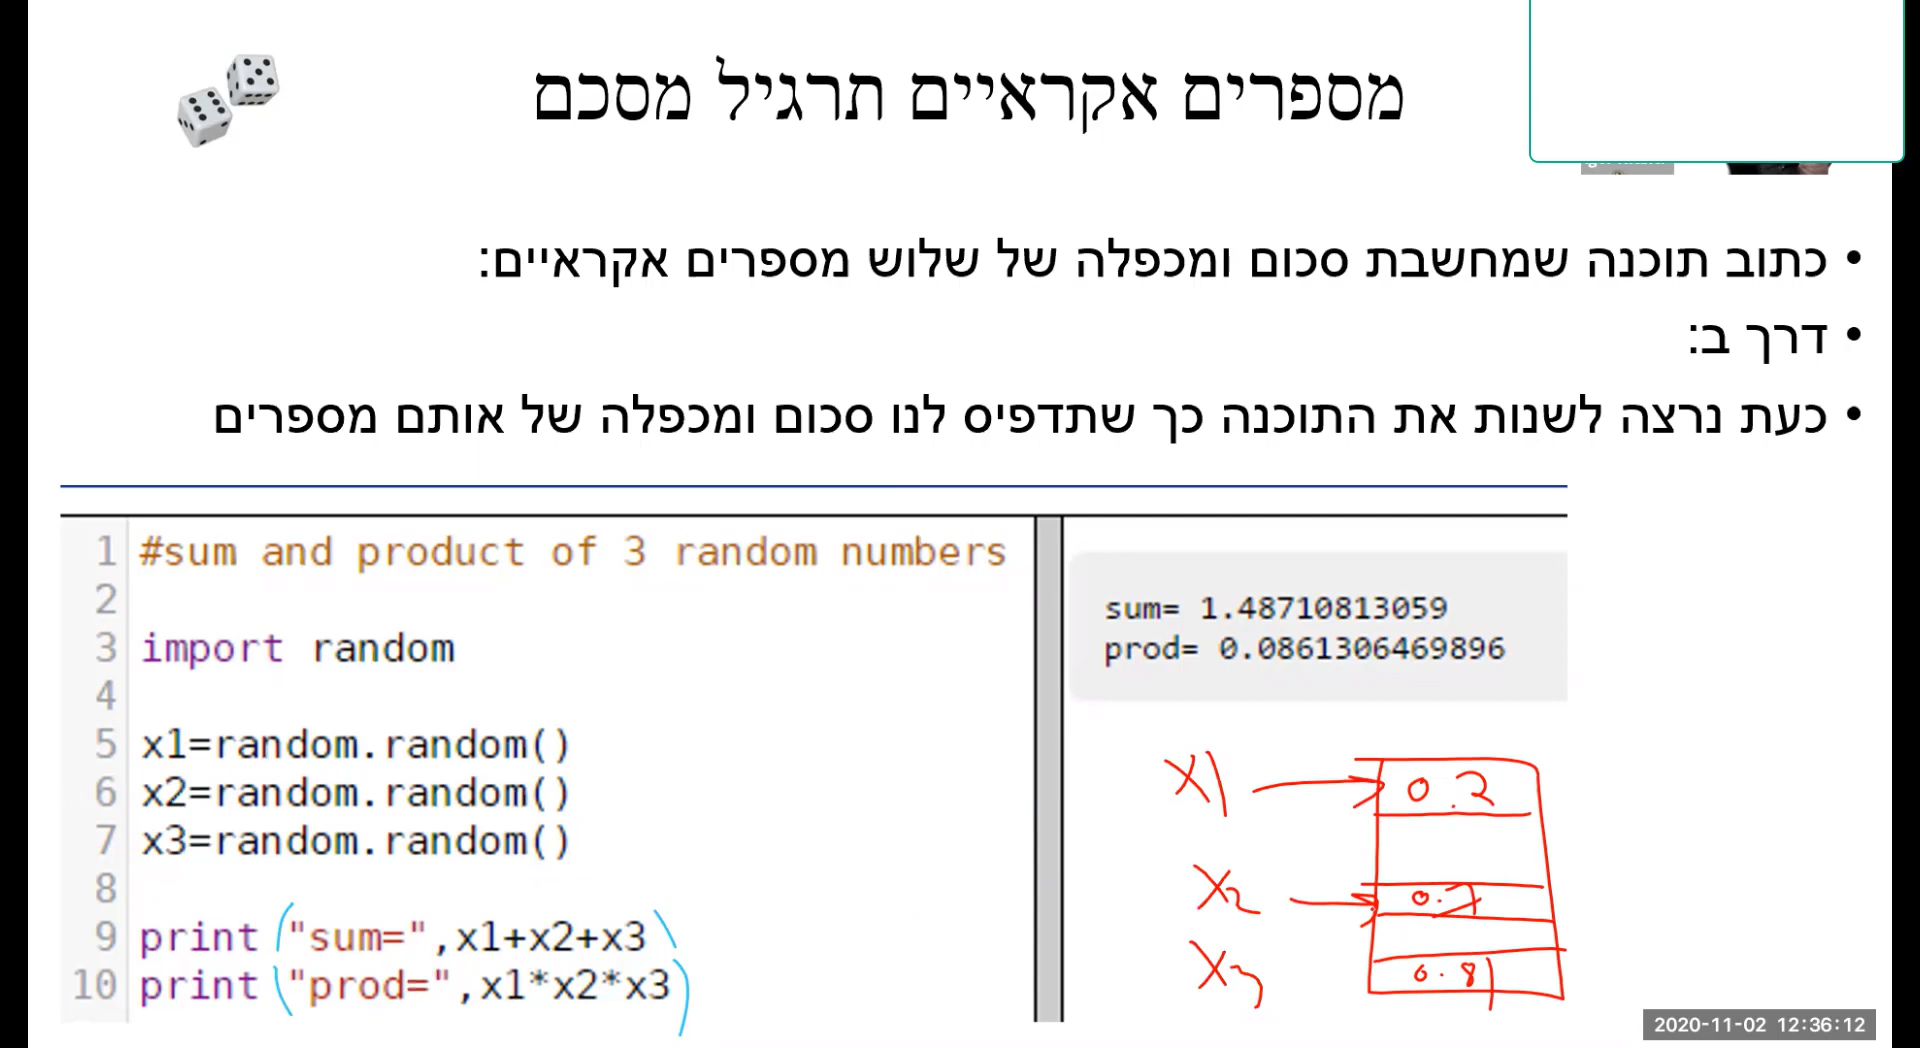 מספרים אקראיים תרגיל מסכם
• כתוב תוכנה שמחשבת סכום ומכפלה של שלוש מספרים אקראיים:
• דרך ב:
• כעת נרצה לשנות את התוכנה כך שתדפיס לנו סכום ומכפלה של אותם מספרים
1 #sum and product of 3 random numbers
2
3 import random
4
5 x1=random.random()
6 x2=random.random()
7 x3=random.random()
8
9 print ("sum=",x1+x2+x3)
10 print ("prod=",x1*x2*x3)
sum= 1.48710813059
prod= 0.0861306469896
x1 0.2
x2 0.7
x3 0.81
2020-11-02 12:36:12